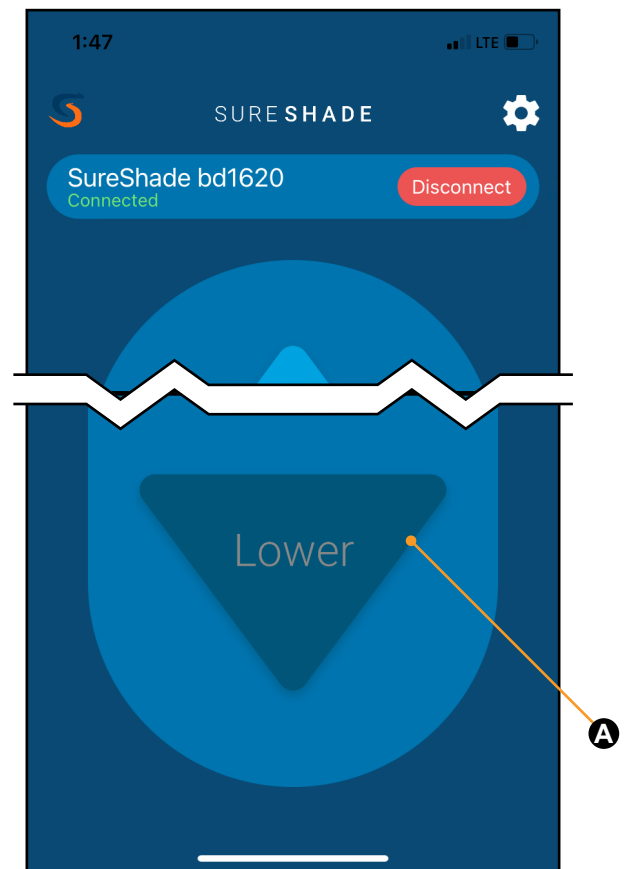 1:47
LTE
SURESHADE
SureShade bd1620
Connected
Disconnect
Lower
A